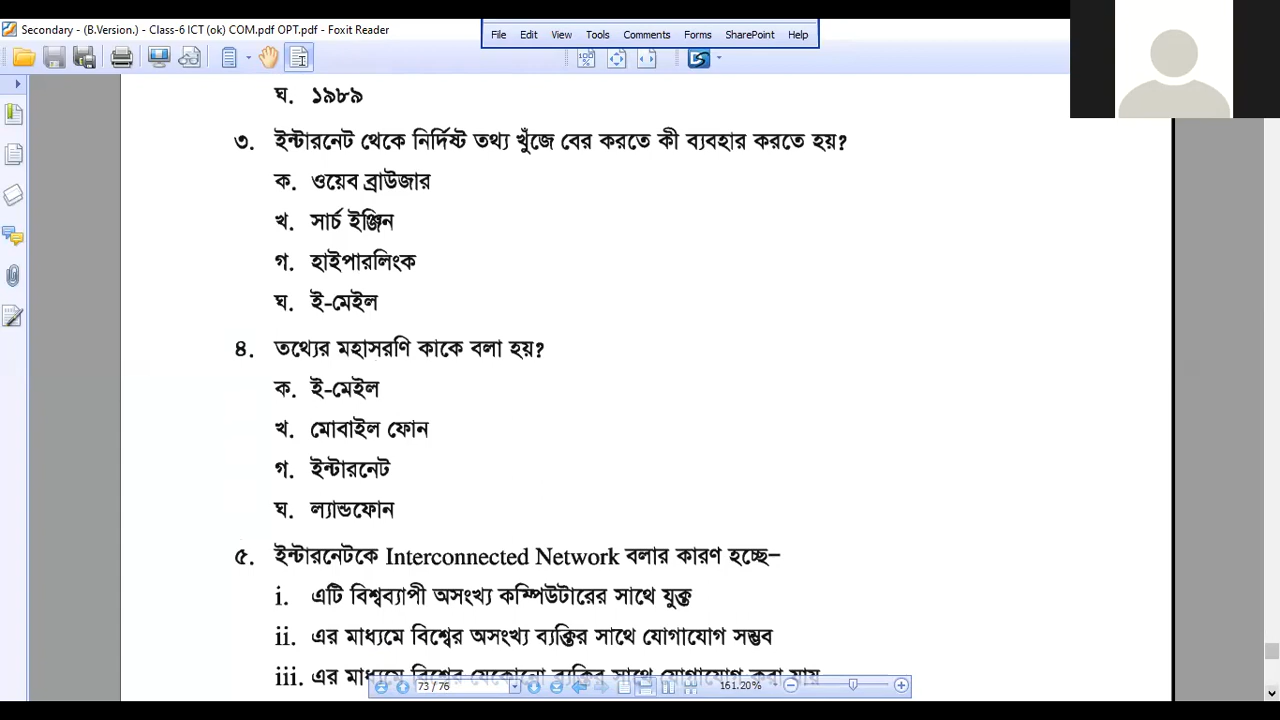 Secondary - (B.Version.) - Class-6 ICT (ok) COM.pdf OPT.pdf - Foxit Reader
File Edit View Tools Comments Forms SharePoint Help
ঘ. ১৯৮৯
৩. ইন্টারনেট থেকে নির্দিষ্ট তথ্য খুঁজে বের করতে কী ব্যবহার করতে হয়?
ক. ওয়েব ব্রাউজার
খ. সার্চ ইঞ্জিন
গ. হাইপারলিংক
ঘ. ই-মেইল
৪. তথ্যের মহাসরণি কাকে বলা হয়?
ক. ই-মেইল
খ. মোবাইল ফোন
গ. ইন্টারনেট
ঘ. ল্যান্ডফোন
৫. ইন্টারনেটকে Interconnected Network বলার কারণ হচ্ছে–
i. এটি বিশ্বব্যাপী অসংখ্য কম্পিউটারের সাথে যুক্ত
ii. এর মাধ্যমে বিশ্বের অসংখ্য ব্যক্তির সাথে যোগাযোগ সম্ভব
iii. এর মাধ্যমে বিশ্বের যেকোনো ব্যক্তির সাথে যোগাযোগ করা যায়
73 / 76 161.20%